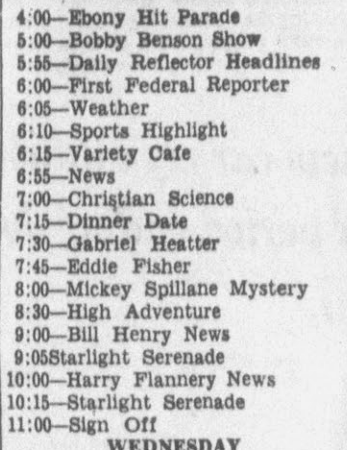 4:00—Ebony Hit Parade
5:00—Bobby Benson Show
5:55—Daily Reflector Headlines
6:00—First Federal Reporter
6:05—Weather
6:10—Sports Highlight
6:15—Variety Cafe
6:55—News
7:00—Christian Science
7:15—Dinner Date
7:30—Gabriel Heatter
7:45—Eddie Fisher
8:00—Mickey Spillane Mystery
8:30—High Adventure
9:00—Bill Henry News
9:05Starlight Serenade
10:00—Harry Flannery News
10:15—Starlight Serenade
11:00—Sign Off
WEDNESDAY